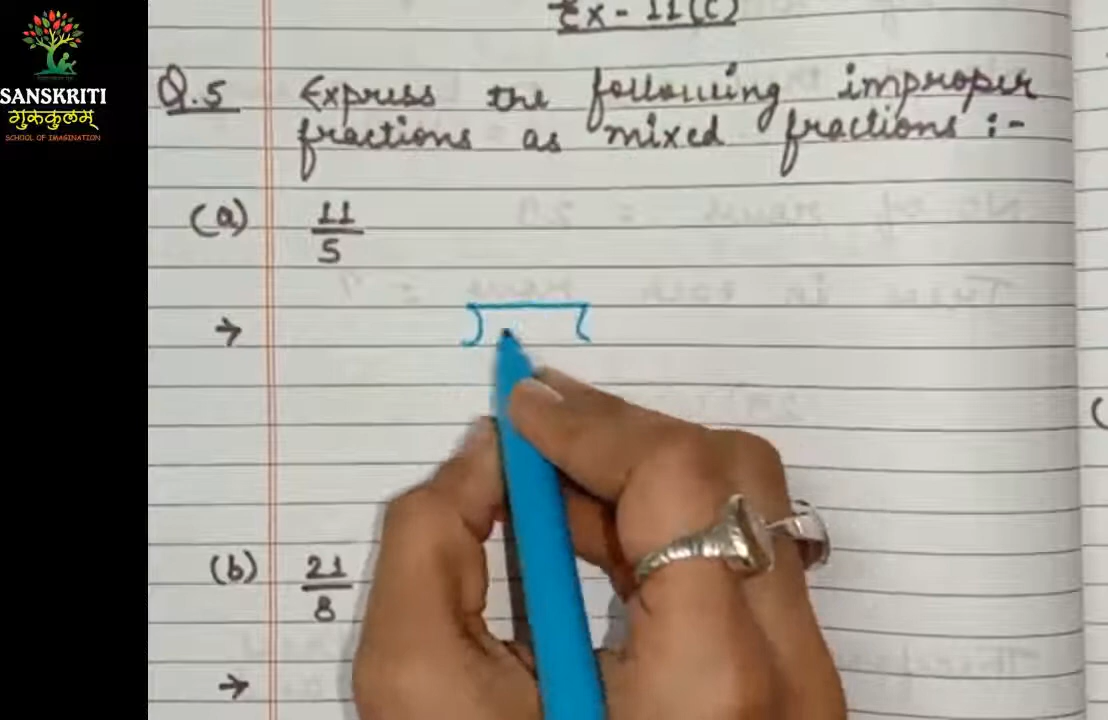 SANSKRITI
गुरुकुलम्
SCHOOL OF IMAGINATION
Ex - 11(C)
Q.5 Express the following improper
fractions as mixed fractions :-
(a) 11/5
→
(b) 21/8
→